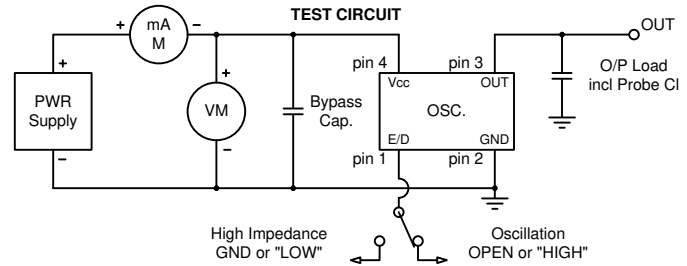 TEST CIRCUIT
+ mA M −
OUT
+
PWR Supply
−
+
VM
−
Bypass Cap.
pin 4
pin 3
Vcc
OUT
OSC.
E/D
GND
pin 1
pin 2
O/P Load
incl Probe Cl
High Impedance
GND or "LOW"
Oscillation
OPEN or "HIGH"